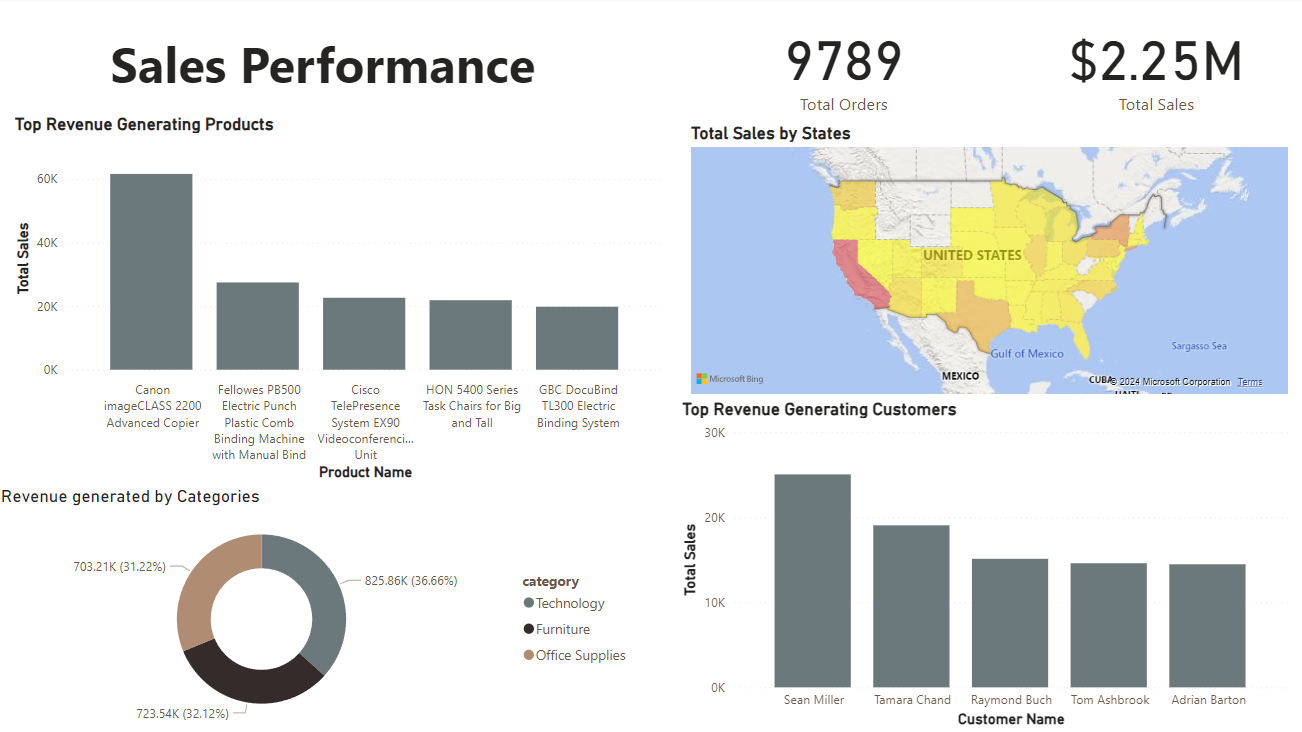 Sales Performance
9789
Total Orders
$2.25M
Total Sales
Top Revenue Generating Products
Total Sales
60K
40K
20K
0K
Canon
imageCLASS 2200
Advanced Copier
Fellowes PB500
Electric Punch
Plastic Comb
Binding Machine
with Manual Bind
Cisco
TelePresence
System EX90
Videoconferenci...
Unit
HON 5400 Series
Task Chairs for Big
and Tall
GBC DocuBind
TL300 Electric
Binding System
Product Name
Total Sales by States
UNITED STATES
MEXICO
Gulf of Mexico
Sargasso Sea
CUBA
Microsoft Bing
© 2024 Microsoft Corporation Terms
Revenue generated by Categories
703.21K (31.22%)
825.86K (36.66%)
723.54K (32.12%)
category
Technology
Furniture
Office Supplies
Top Revenue Generating Customers
Total Sales
30K
20K
10K
0K
Sean Miller
Tamara Chand
Raymond Buch
Tom Ashbrook
Adrian Barton
Customer Name